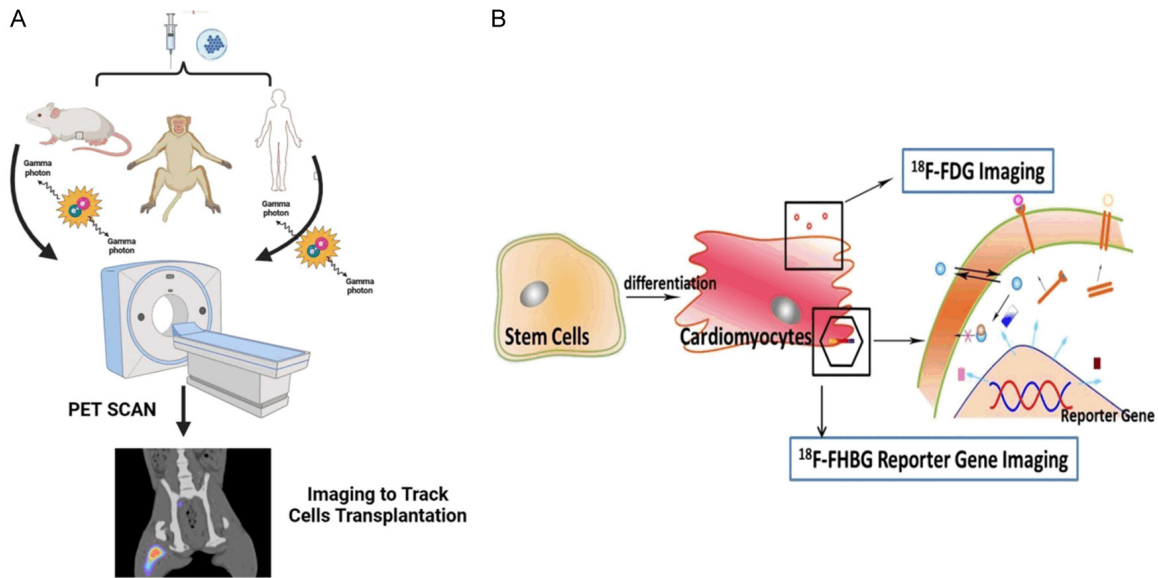 A
Gamma
photon
Gamma
photon
Gamma
photon
Gamma
photon
PET SCAN
Imaging to Track
Cells Transplantation
B
¹⁸F-FDG Imaging
differentiation
Stem Cells
Cardiomyocytes
Reporter Gene
¹⁸F-FHBG Reporter Gene Imaging